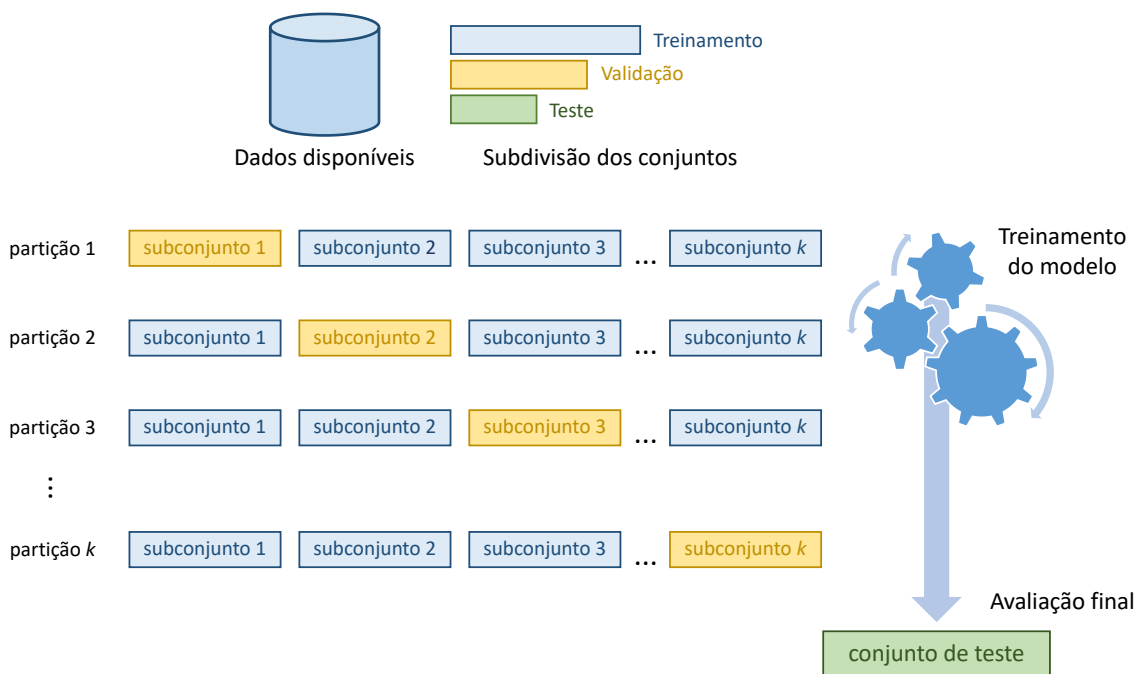 Treinamento
Validação
Teste
Dados disponíveis
Subdivisão dos conjuntos
partição 1
subconjunto 1
subconjunto 2
subconjunto 3
...
subconjunto k
Treinamento
do modelo
partição 2
subconjunto 1
subconjunto 2
subconjunto 3
...
subconjunto k
partição 3
subconjunto 1
subconjunto 2
subconjunto 3
...
subconjunto k
⋮
partição k
subconjunto 1
subconjunto 2
subconjunto 3
...
subconjunto k
Avaliação final
conjunto de teste